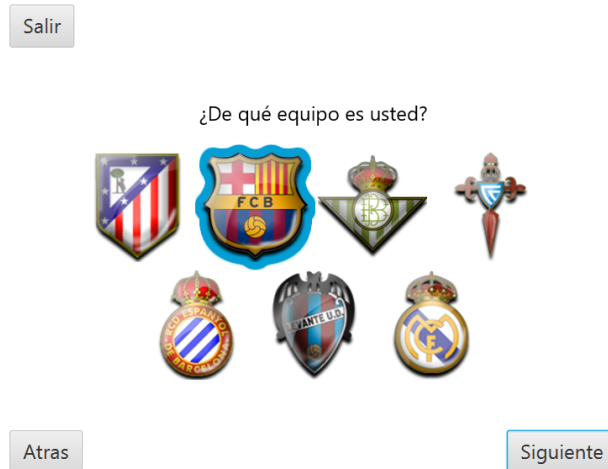 Salir
¿De qué equipo es usted?
FCB
RCD ESPANYOL
DE BARCELONA
LEVANTE U.D.
Atras
Siguiente